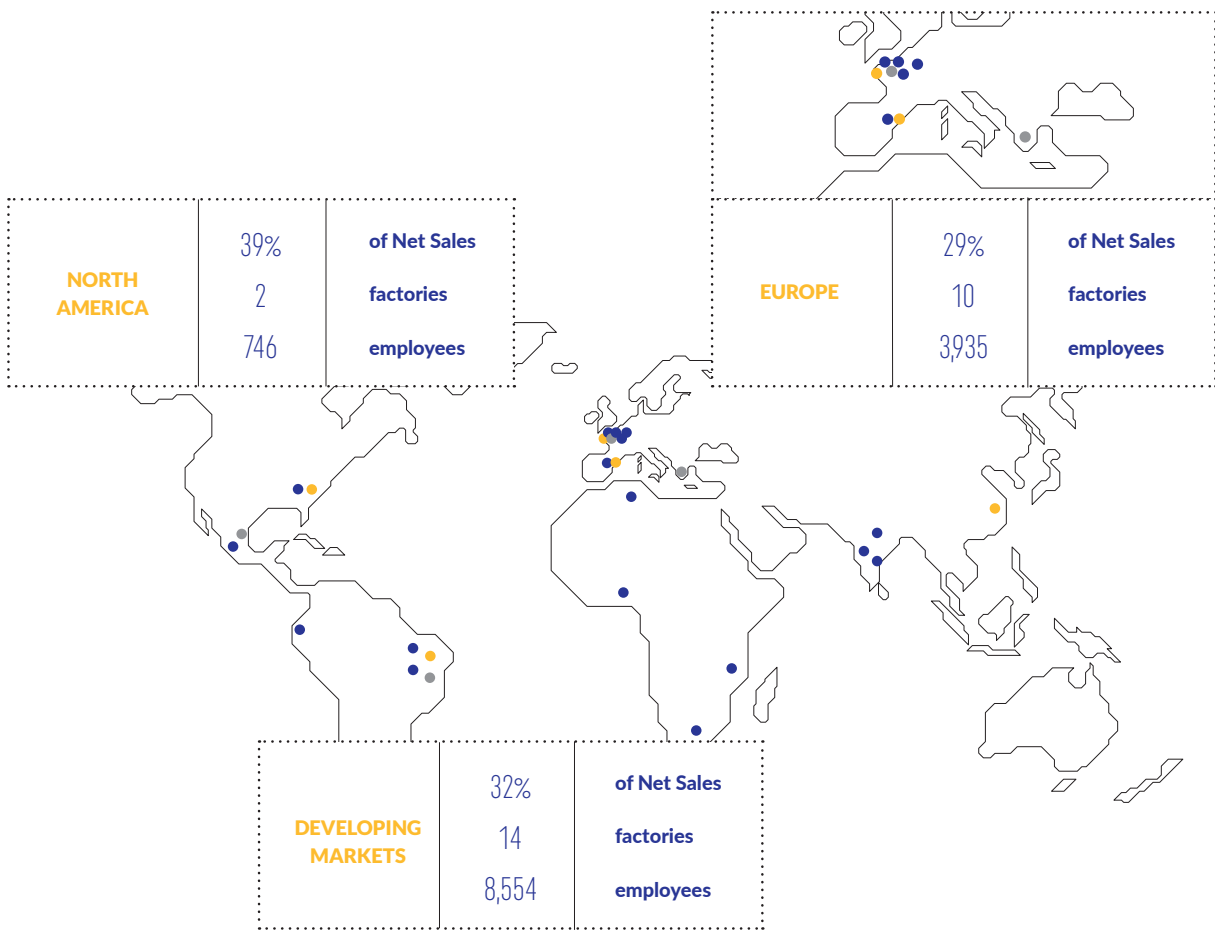 NORTH
AMERICA
39% of Net Sales
2 factories
746 employees
EUROPE
29% of Net Sales
10 factories
3,935 employees
DEVELOPING
MARKETS
32% of Net Sales
14 factories
8,554 employees